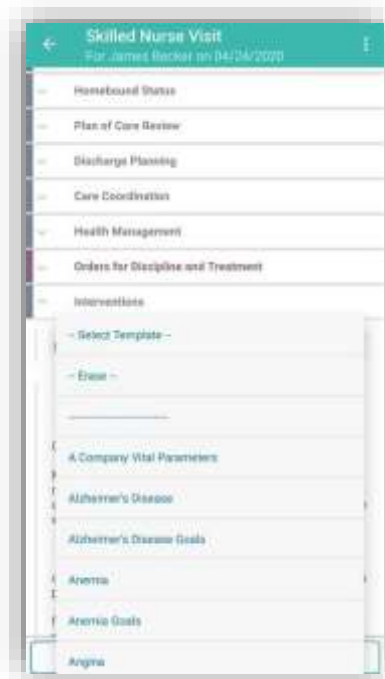 Skilled Nurse Visit
For James Becker on 04/24/2020
Homebound Status
Plan of Care Review
Discharge Planning
Care Coordination
Health Management
Orders for Discipline and Treatment
Interventions
-- Select Template --
-- Erase --
------------------------
A Company Vital Parameters
Alzheimer's Disease
Alzheimer's Disease Goals
Anemia
Anemia Goals
Angina